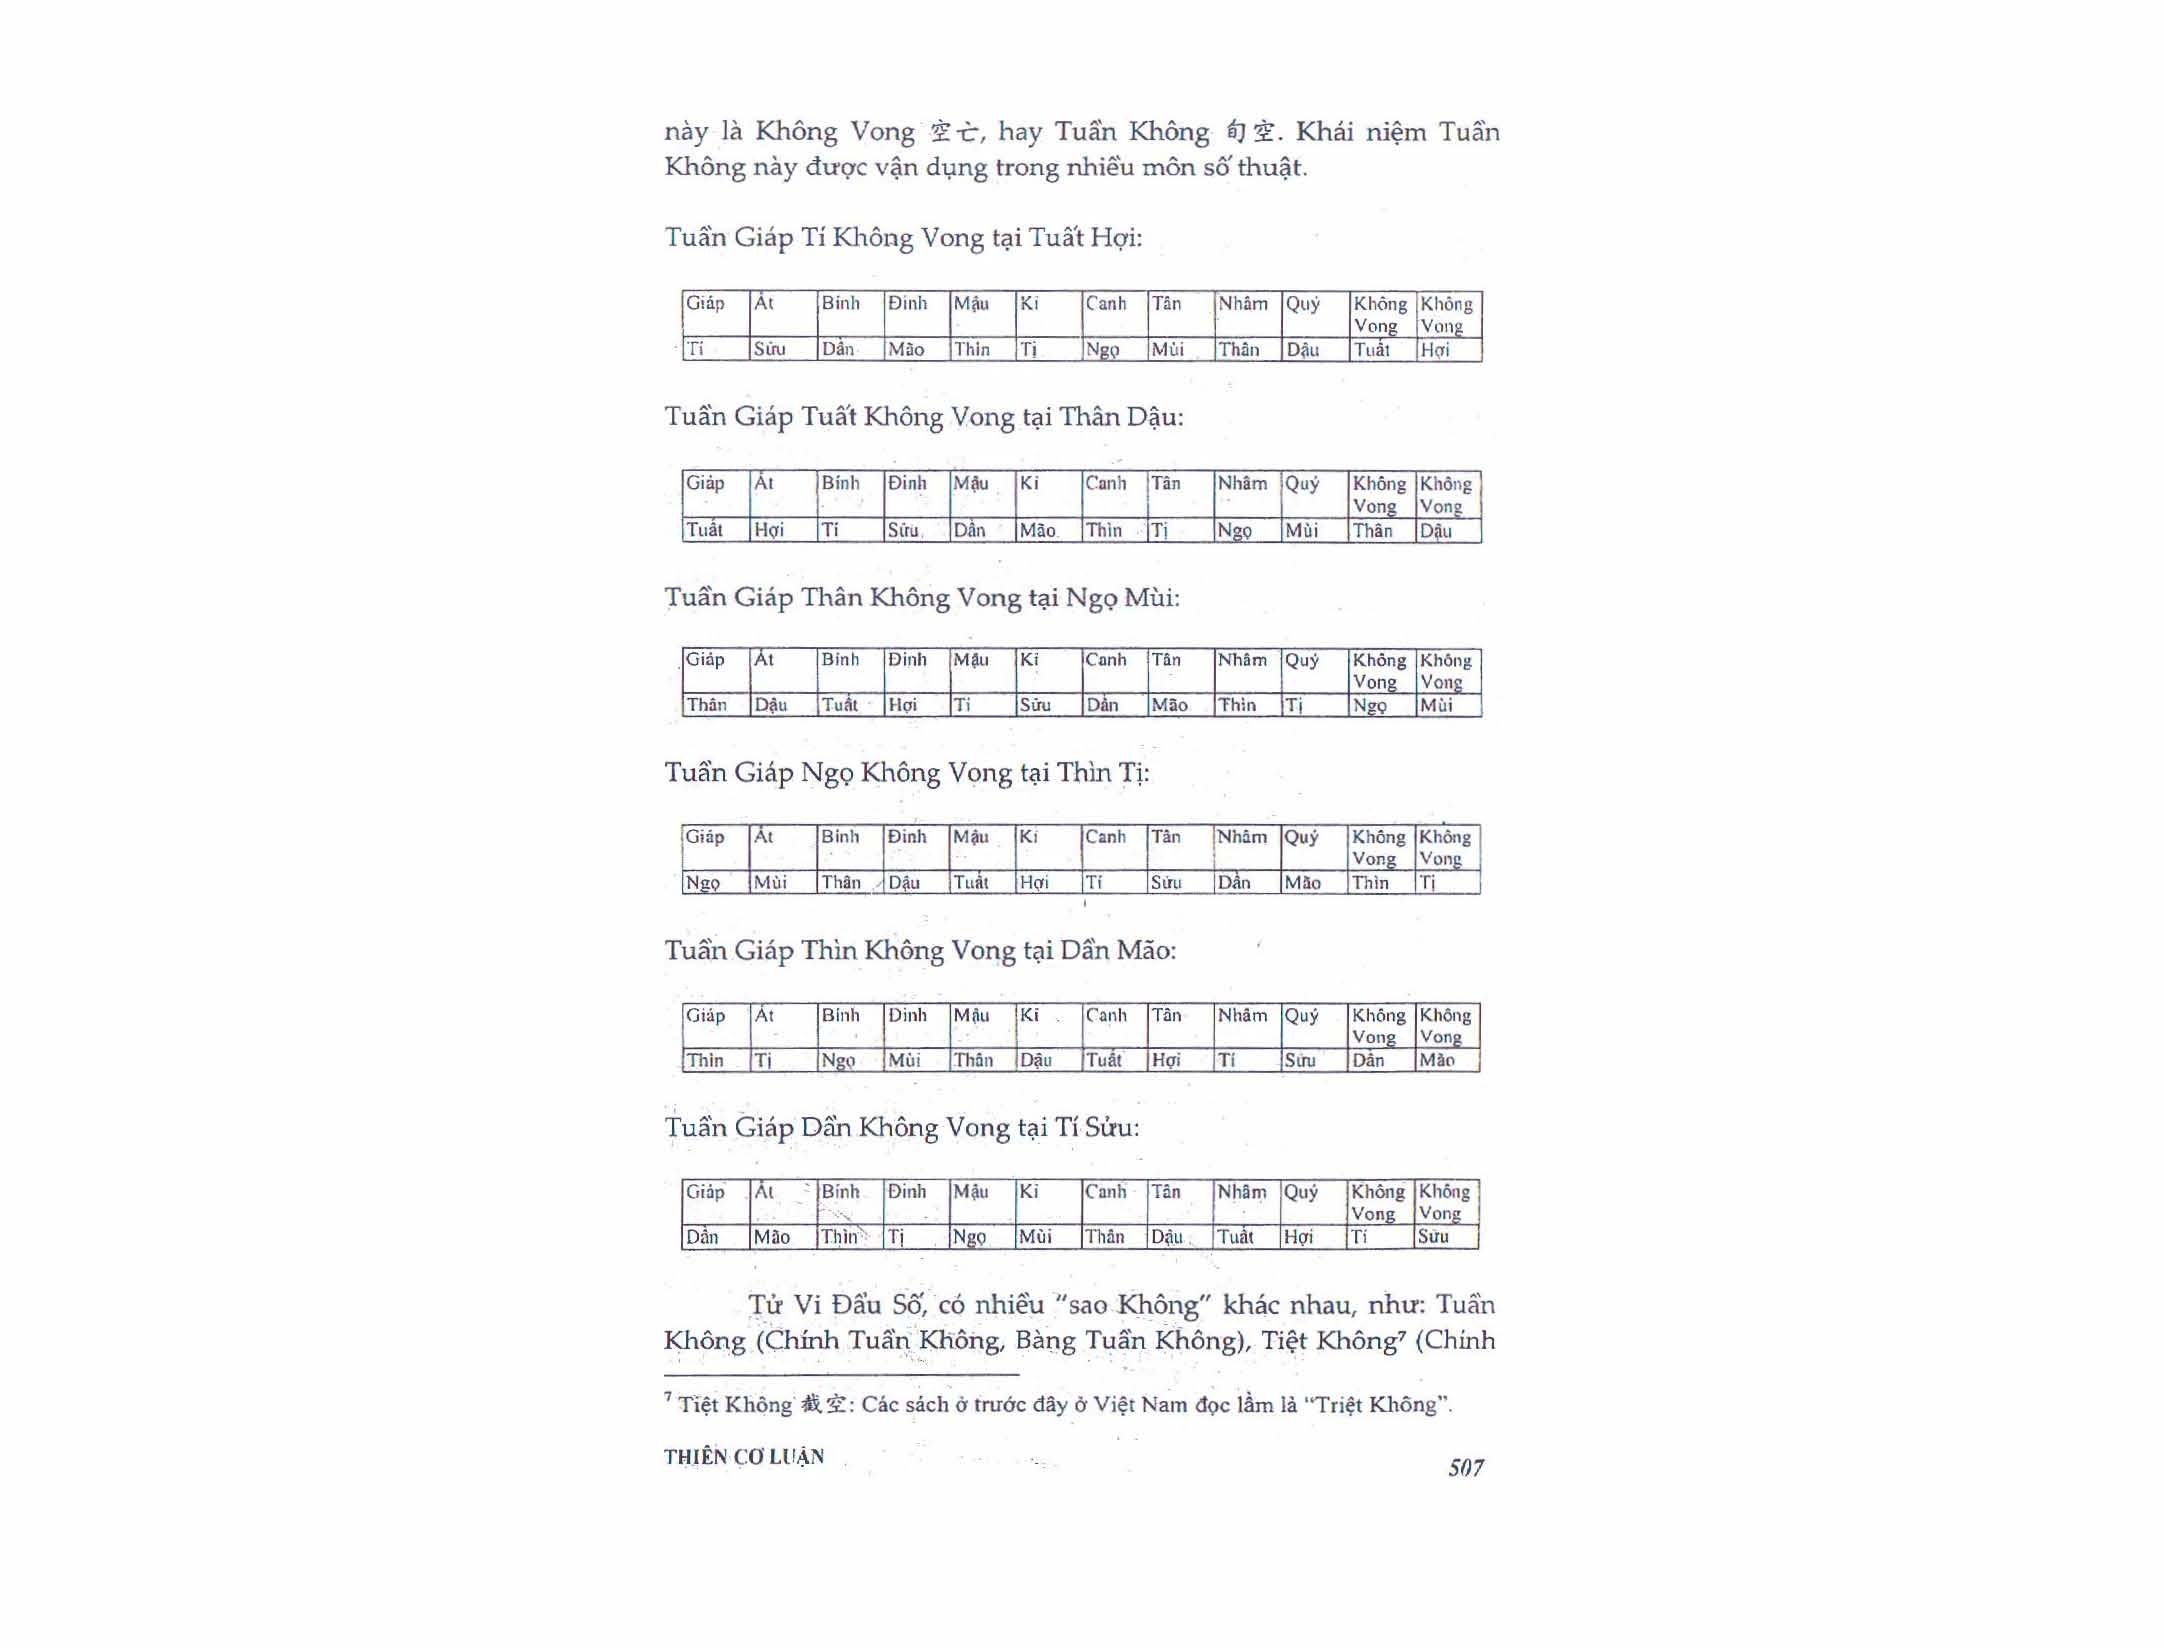 này là Không Vong 空亡, hay Tuần Không 旬空. Khái niệm Tuần
Không này được vận dụng trong nhiều môn số thuật.
Tuần Giáp Tí Không Vong tại Tuất Hợi:
Giáp Ất Bính Đinh Mậu Kỉ Canh Tân Nhâm Quý Không Vong Không Vong
Tí Sửu Dần Mão Thìn Tị Ngọ Mùi Thân Dậu Tuất Hợi
Tuần Giáp Tuất Không Vong tại Thân Dậu:
Giáp Ất Bính Đinh Mậu Kỉ Canh Tân Nhâm Quý Không Vong Không Vong
Tuất Hợi Tí Sửu Dần Mão Thìn Tị Ngọ Mùi Thân Dậu
Tuần Giáp Thân Không Vong tại Ngọ Mùi:
Giáp Ất Bính Đinh Mậu Kỉ Canh Tân Nhâm Quý Không Vong Không Vong
Thân Dậu Tuất Hợi Tí Sửu Dần Mão Thìn Tị Ngọ Mùi
Tuần Giáp Ngọ Không Vong tại Thìn Tị:
Giáp Ất Bính Đinh Mậu Kỉ Canh Tân Nhâm Quý Không Vong Không Vong
Ngọ Mùi Thân Dậu Tuất Hợi Tí Sửu Dần Mão Thìn Tị
Tuần Giáp Thìn Không Vong tại Dần Mão:
Giáp Ất Bính Đinh Mậu Kỉ Canh Tân Nhâm Quý Không Vong Không Vong
Thìn Tị Ngọ Mùi Thân Dậu Tuất Hợi Tí Sửu Dần Mão
Tuần Giáp Dần Không Vong tại Tí Sửu:
Giáp Ất Bính Đinh Mậu Kỉ Canh Tân Nhâm Quý Không Vong Không Vong
Dần Mão Thìn Tị Ngọ Mùi Thân Dậu Tuất Hợi Tí Sửu
Tử Vi Đẩu Số, có nhiều "sao Không" khác nhau, như: Tuần
Không (Chính Tuần Không, Bàng Tuần Không), Tiệt Không⁷ (Chính
⁷ Tiệt Không 截空: Các sách ở trước đây ở Việt Nam đọc lầm là "Triệt Không".
THIÊN CƠ LUẬN
507